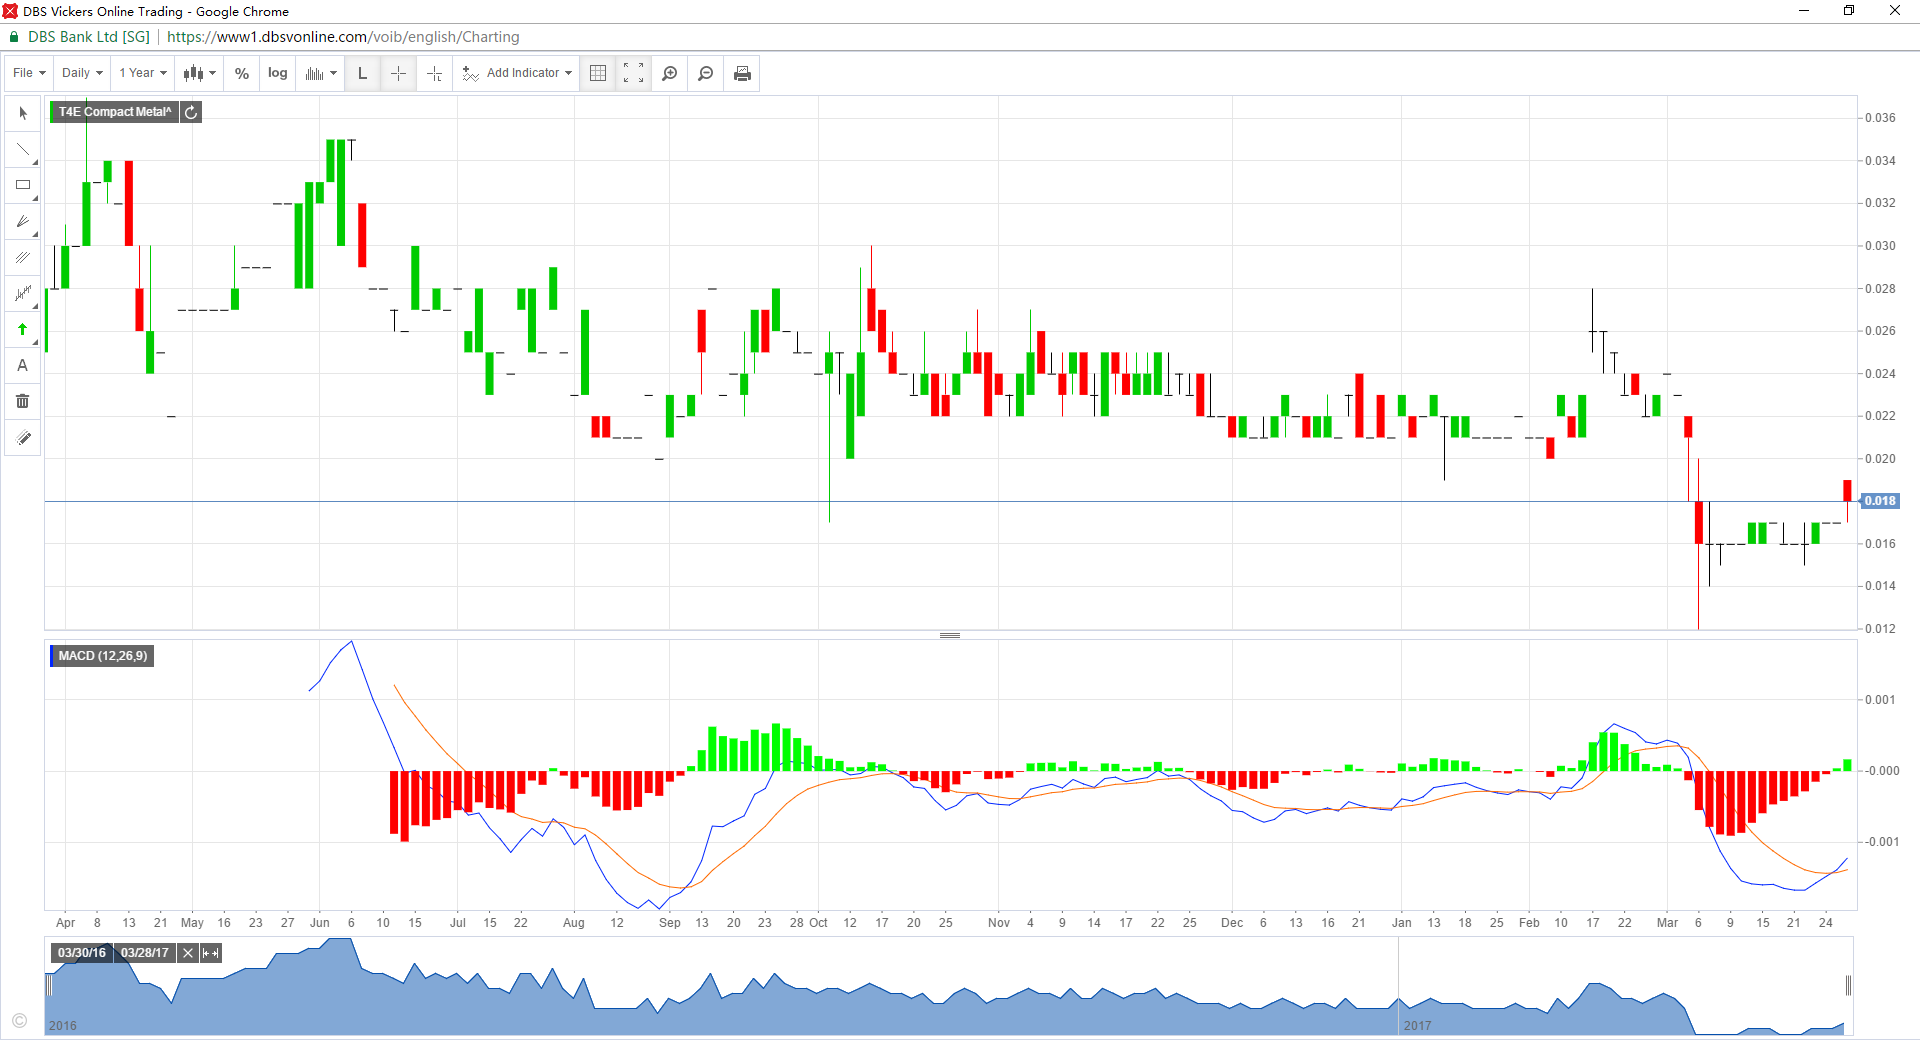 DBS Vickers Online Trading - Google Chrome
DBS Bank Ltd [SG] https://www1.dbsvonline.com/voib/english/Charting
File Daily 1 Year % log L Add Indicator
T4E Compact Metal^
A
0.036
0.034
0.032
0.030
0.028
0.026
0.024
0.022
0.020
0.018
0.016
0.014
0.012
MACD (12,26,9)
0.001
-0.000
-0.001
Apr 8 13 21 May 16 23 27 Jun 6 10 15 Jul 15 22 Aug 12 Sep 13 20 23 28 Oct 12 17 20 25 Nov 4 9 14 17 22 25 Dec 6 13 16 21 Jan 13 18 25 Feb 10 17 22 Mar 6 9 15 21 24
03/30/16 03/28/17
2016 2017
©